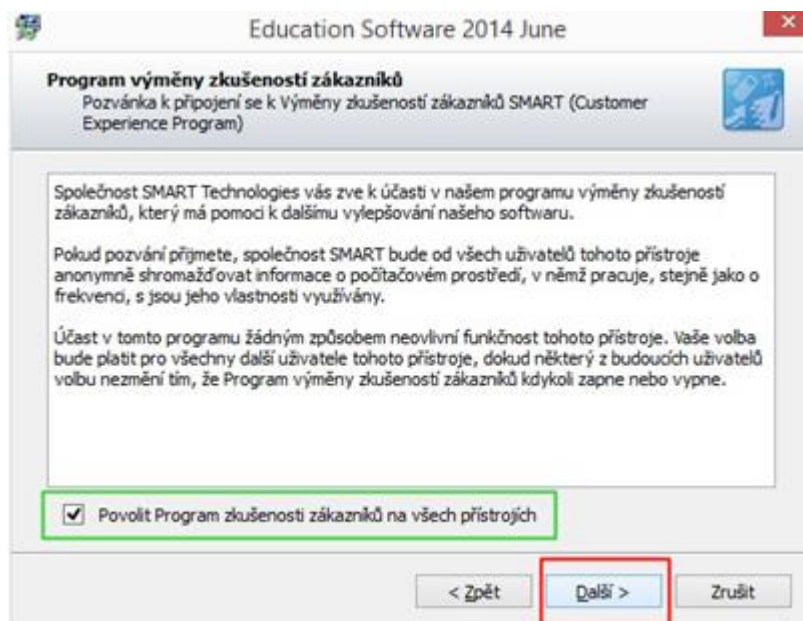 Education Software 2014 June
Program výměny zkušeností zákazníků
Pozvánka k připojení se k Výměny zkušeností zákazníků SMART (Customer
Experience Program)
Společnost SMART Technologies vás zve k účasti v našem programu výměny zkušeností
zákazníků, který má pomoci k dalšímu vylepšování našeho softwaru.
Pokud pozvání přijmete, společnost SMART bude od všech uživatelů tohoto přístroje
anonymně shromažďovat informace o počítačovém prostředí, v němž pracuje, stejně jako o
frekvenci, s jsou jeho vlastnosti využívány.
Účast v tomto programu žádným způsobem neovlivní funkčnost tohoto přístroje. Vaše volba
bude platit pro všechny další uživatele tohoto přístroje, dokud některý z budoucích uživatelů
volbu nezmění tím, že Program výměny zkušeností zákazníků kdykoli zapne nebo vypne.
Povolit Program zkušenosti zákazníků na všech přístrojích
< Zpět
Další >
Zrušit